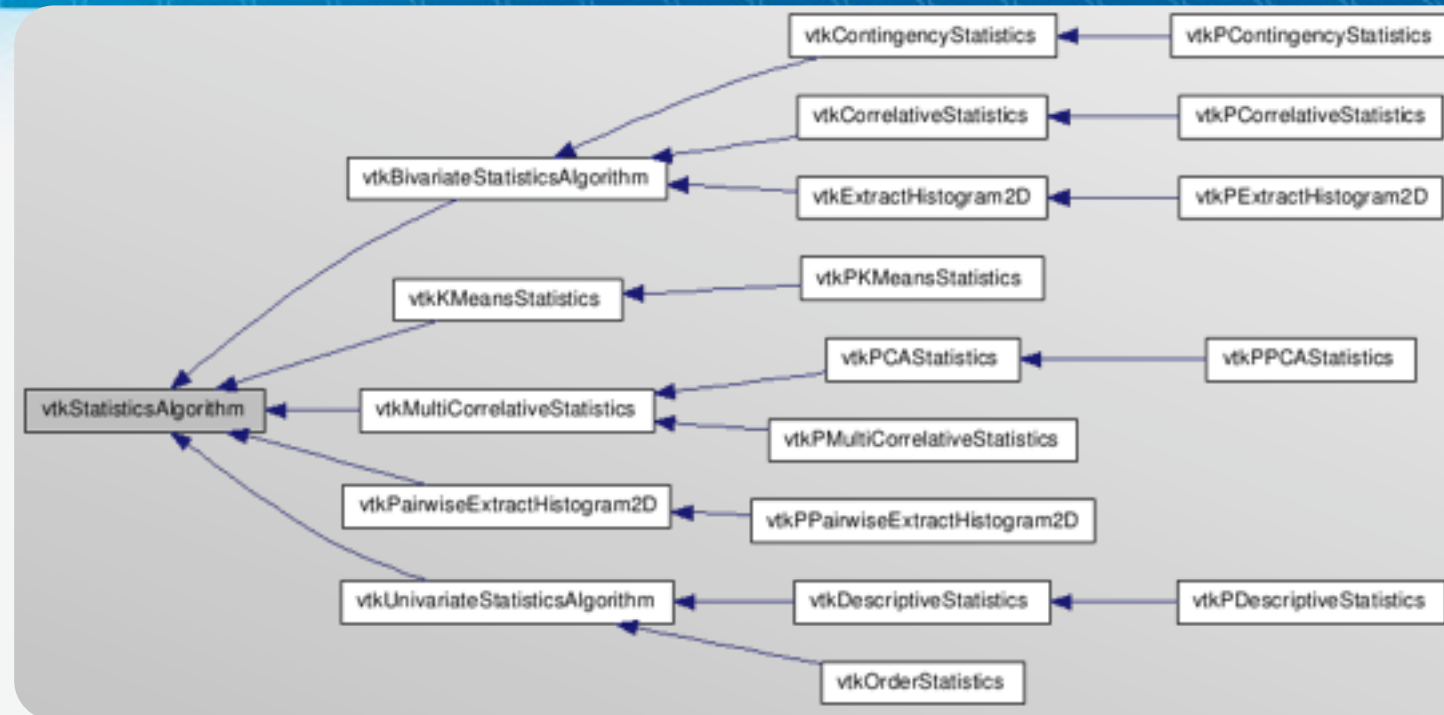 vtkContingencyStatistics vtkPContingencyStatistics
vtkCorrelativeStatistics vtkPCorrelativeStatistics
vtkBivariateStatisticsAlgorithm
vtkExtractHistogram2D vtkPExtractHistogram2D
vtkPKMeansStatistics
vtkKMeansStatistics
vtkPCAStatistics vtkPPCAStatistics
vtkStatisticsAlgorithm vtkMultiCorrelativeStatistics
vtkPMultiCorrelativeStatistics
vtkPairwiseExtractHistogram2D
vtkPPairwiseExtractHistogram2D
vtkUnivariateStatisticsAlgorithm vtkDescriptiveStatistics vtkPDescriptiveStatistics
vtkOrderStatistics